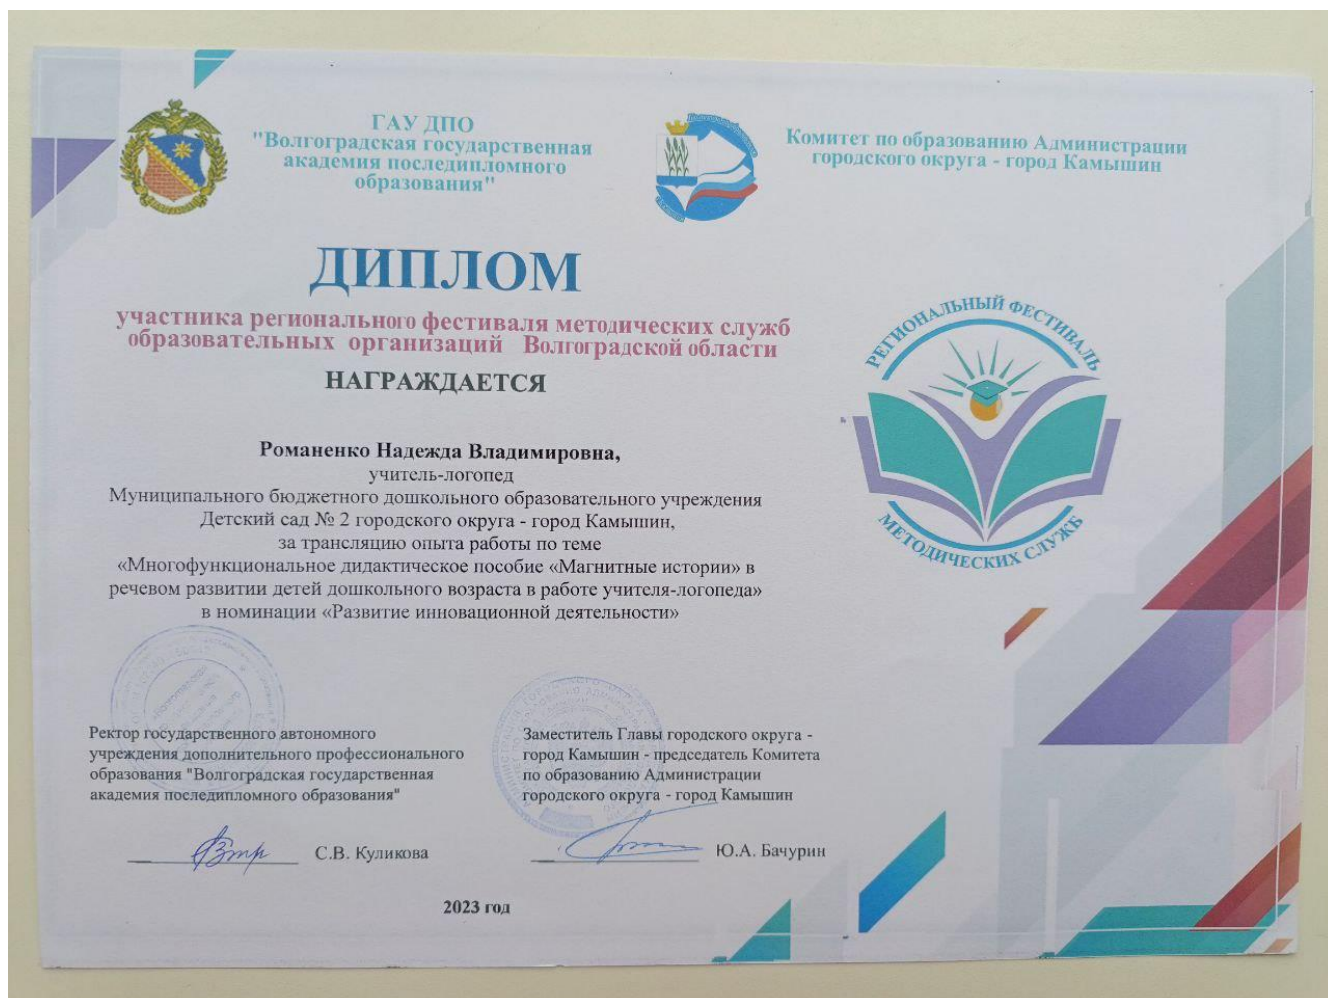 ГАУ ДПО
"Волгоградская государственная
академия последипломного
образования"
Комитет по образованию Администрации
городского округа - город Камышин
ДИПЛОМ
участника регионального фестиваля методических служб
образовательных организаций Волгоградской области
НАГРАЖДАЕТСЯ
РЕГИОНАЛЬНЫЙ ФЕСТИВАЛЬ
МЕТОДИЧЕСКИХ СЛУЖБ
Романенко Надежда Владимировна,
учитель-логопед
Муниципального бюджетного дошкольного образовательного учреждения
Детский сад № 2 городского округа - город Камышин,
за трансляцию опыта работы по теме
«Многофункциональное дидактическое пособие «Магнитные истории» в
речевом развитии детей дошкольного возраста в работе учителя-логопеда»
в номинации «Развитие инновационной деятельности»
Ректор государственного автономного
учреждения дополнительного профессионального
образования "Волгоградская государственная
академия последипломного образования"
С.В. Куликова
Заместитель Главы городского округа -
город Камышин - председатель Комитета
по образованию Администрации
городского округа - город Камышин
Ю.А. Бачурин
2023 год